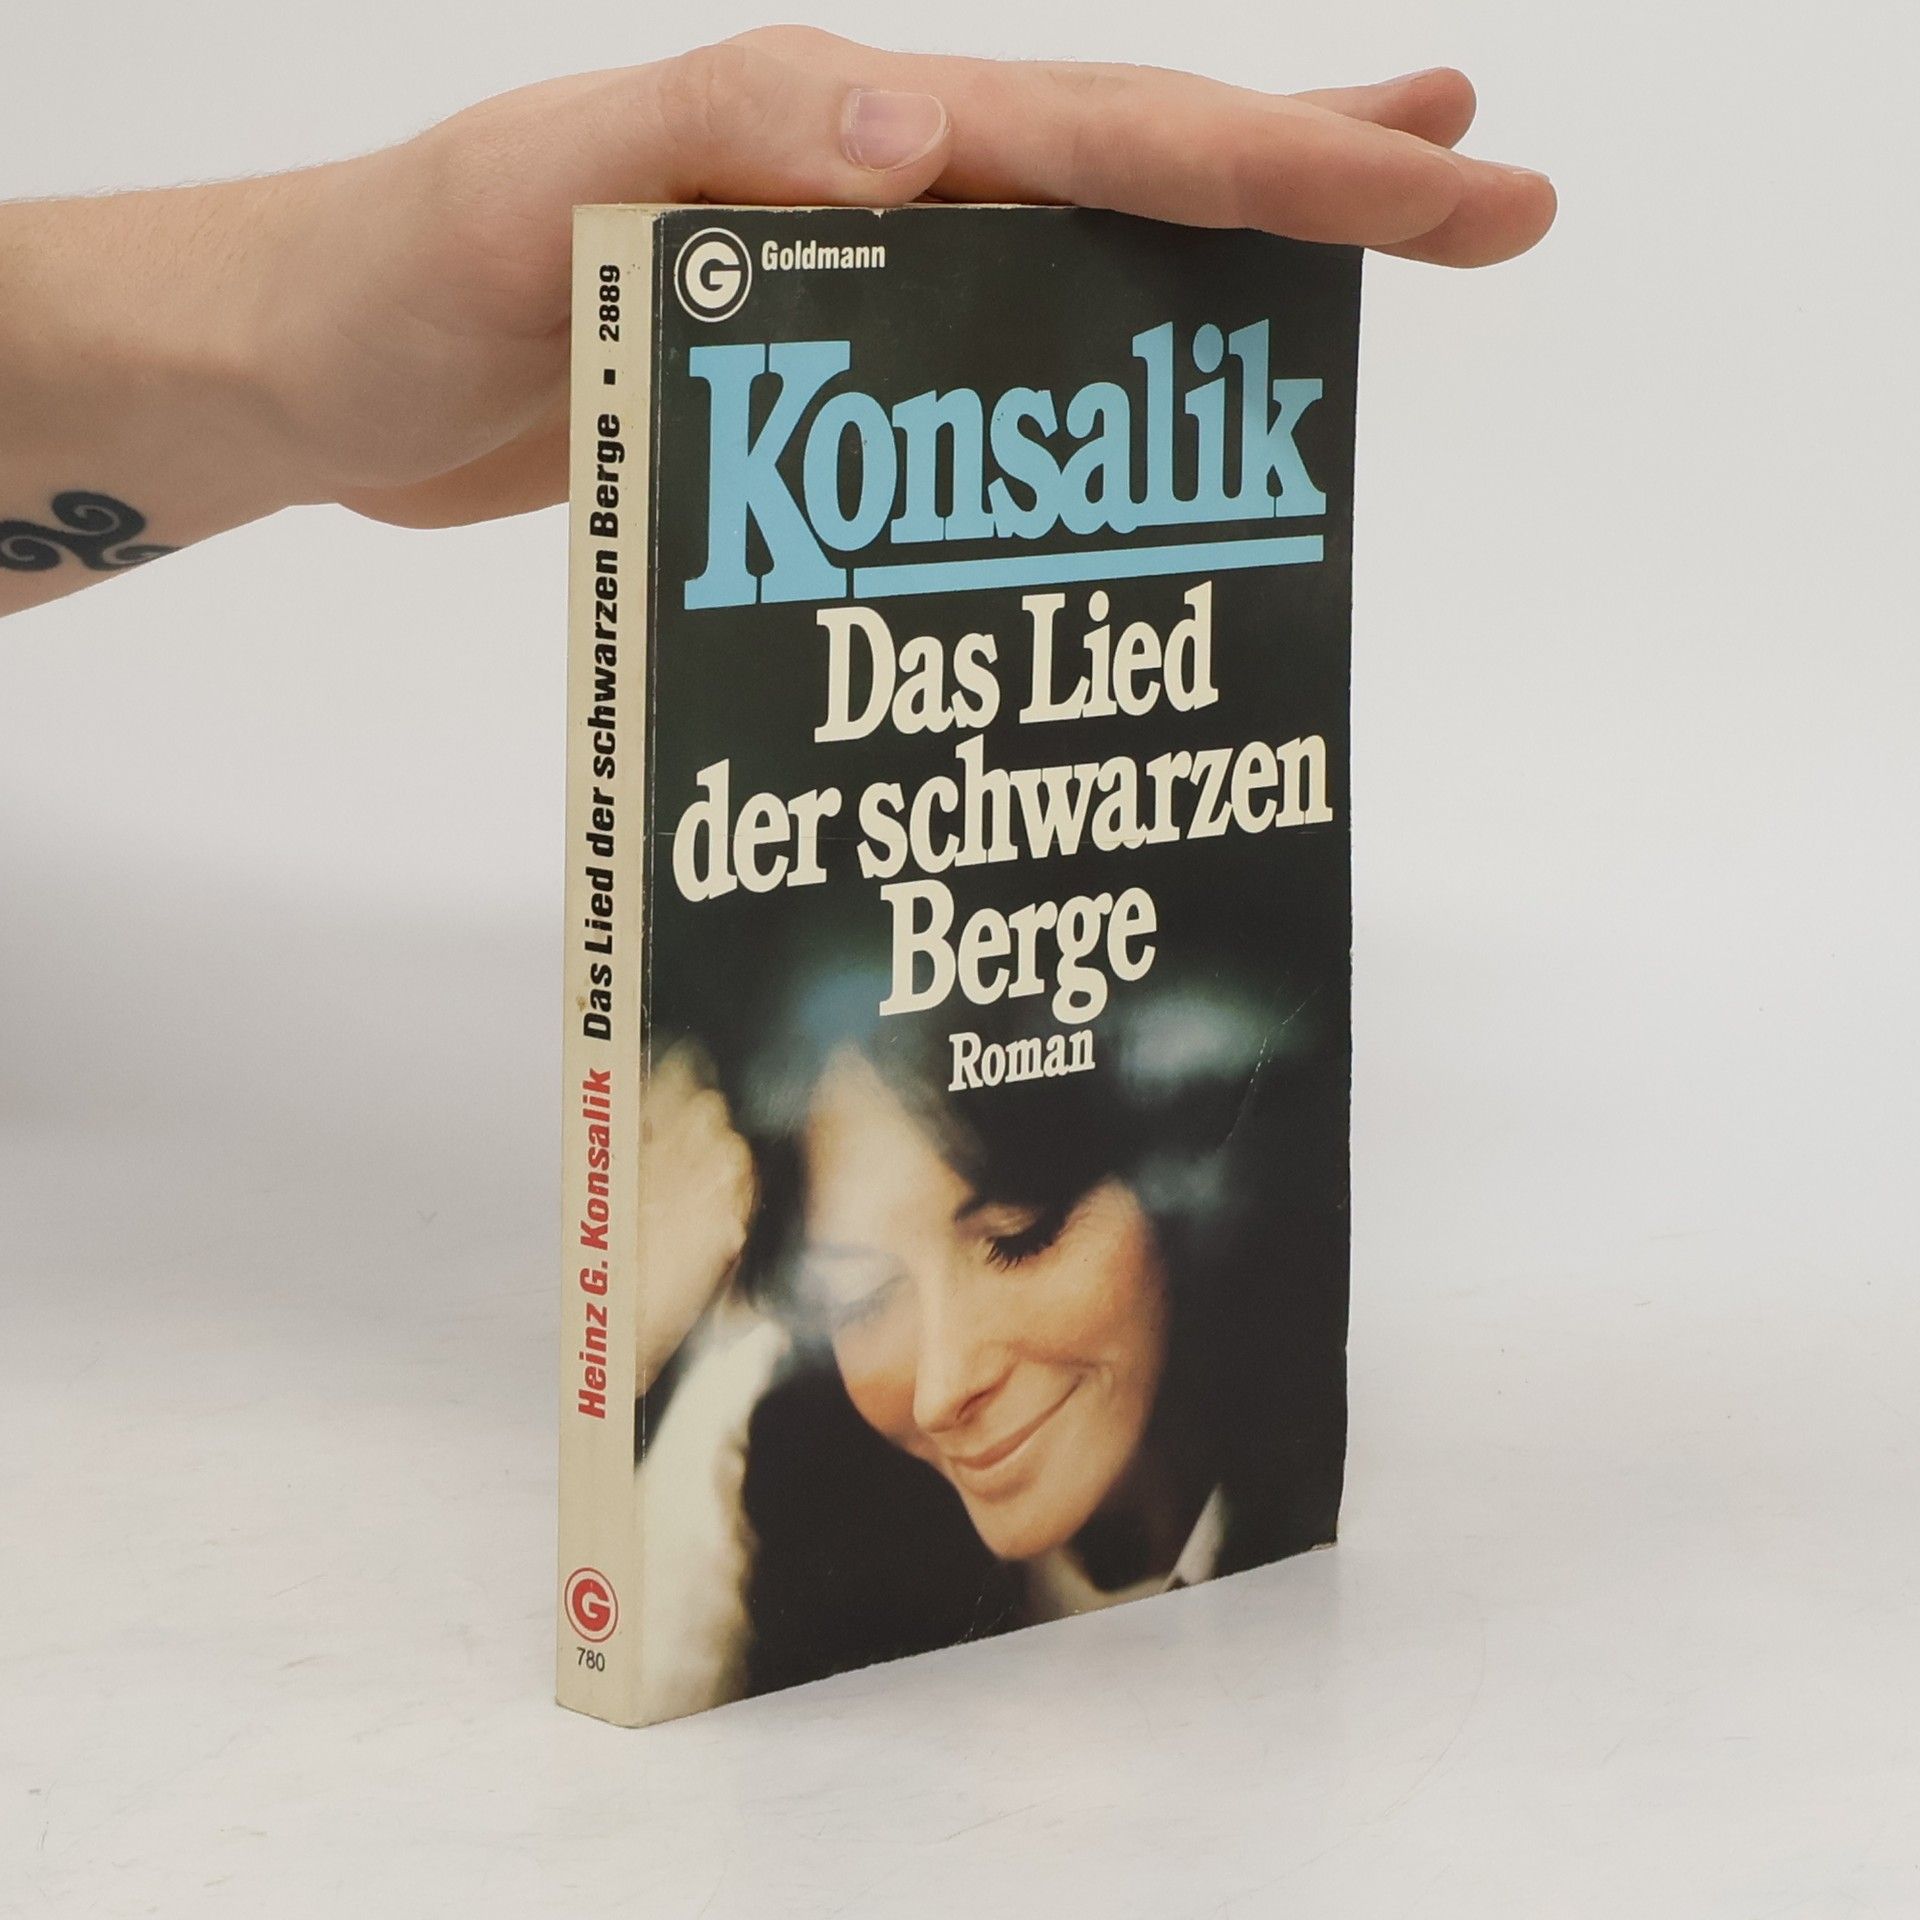 G Goldmann
Konsalik
Das Lied
der schwarzen
Berge
Roman
Heinz G. Konsalik Das Lied der schwarzen Berge ▪ 2889
G
780